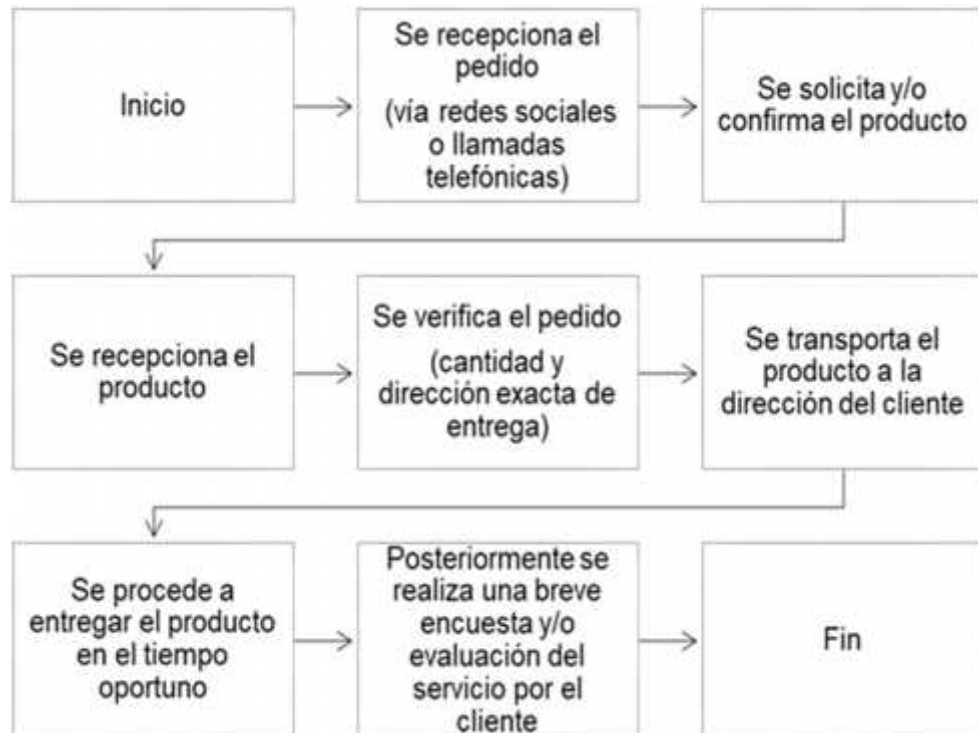 Inicio
Se recepciona el
pedido
(vía redes sociales
o llamadas
telefónicas)
Se solicita y/o
confirma el producto
Se recepciona el
producto
Se verifica el pedido
(cantidad y
dirección exacta de
entrega)
Se transporta el
producto a la
dirección del cliente
Se procede a
entregar el producto
en el tiempo
oportuno
Posteriormente se
realiza una breve
encuesta y/o
evaluación del
servicio por el
cliente
Fin